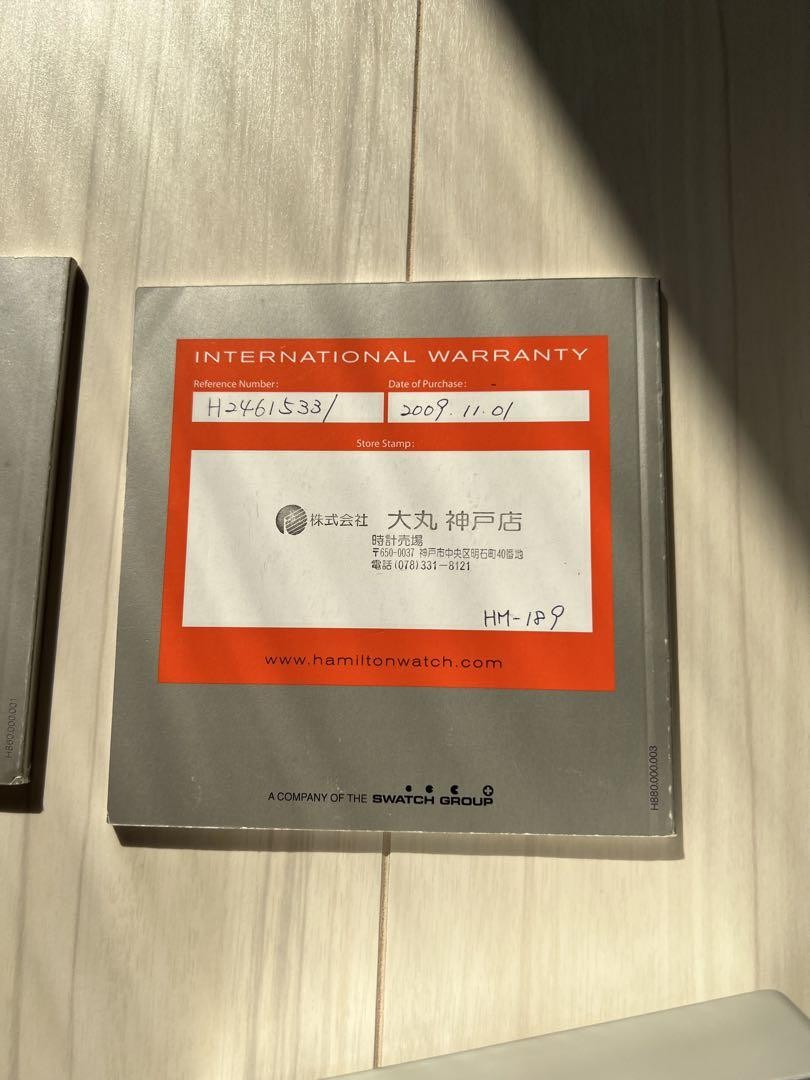 INTERNATIONAL WARRANTY
Reference Number:
Date of Purchase:
H24615331
2009.11.01
Store Stamp:
株式会社 大丸 神戸店
時計売場
〒650-0037 神戸市中央区明石町40番地
電話(078)331-8121
HM-189
www.hamiltonwatch.com
A COMPANY OF THE SWATCH GROUP
H880.000.003
H860.000.001